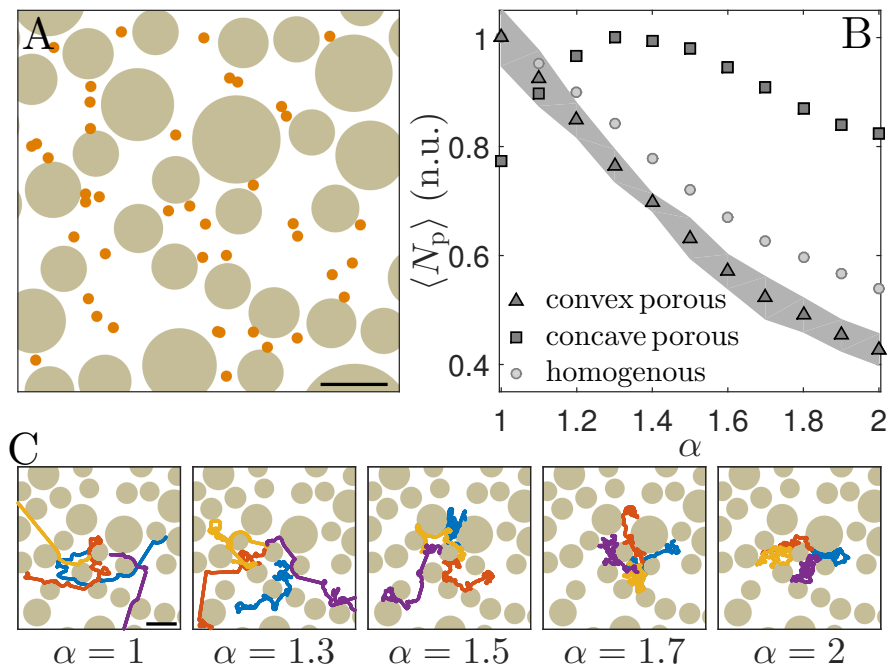 A
B
1
0.8
0.6
0.4
⟨Nₚ⟩ (n.u.)
convex porous
concave porous
homogenous
1 1.2 1.4 1.6 1.8 2
α
C
α = 1 α = 1.3 α = 1.5 α = 1.7 α = 2